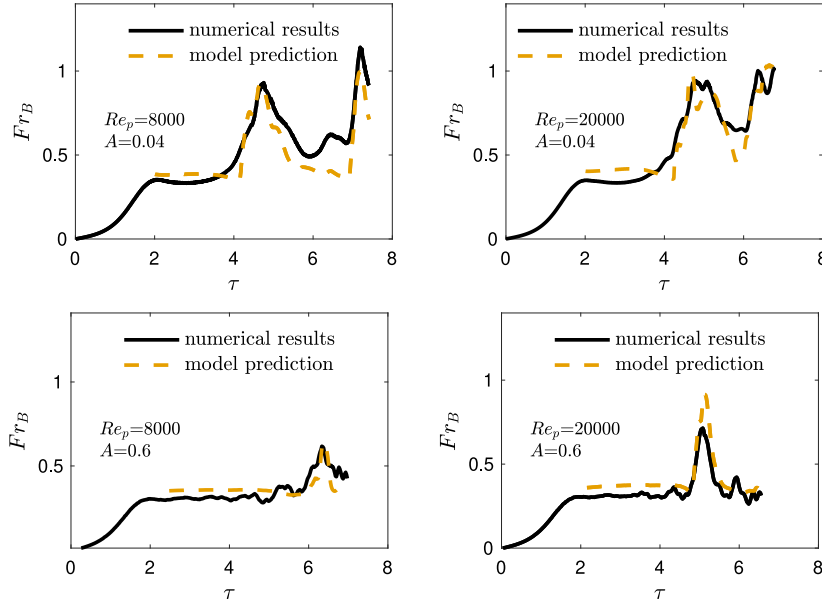 numerical results
model prediction
1
0.5
0
Fr_B
Re_p=8000
A=0.04
0 2 4 6 8
τ
numerical results
model prediction
1
0.5
0
Fr_B
Re_p=20000
A=0.04
0 2 4 6 8
τ
numerical results
model prediction
1
0.5
0
Fr_B
Re_p=8000
A=0.6
0 2 4 6 8
τ
numerical results
model prediction
1
0.5
0
Fr_B
Re_p=20000
A=0.6
0 2 4 6 8
τ